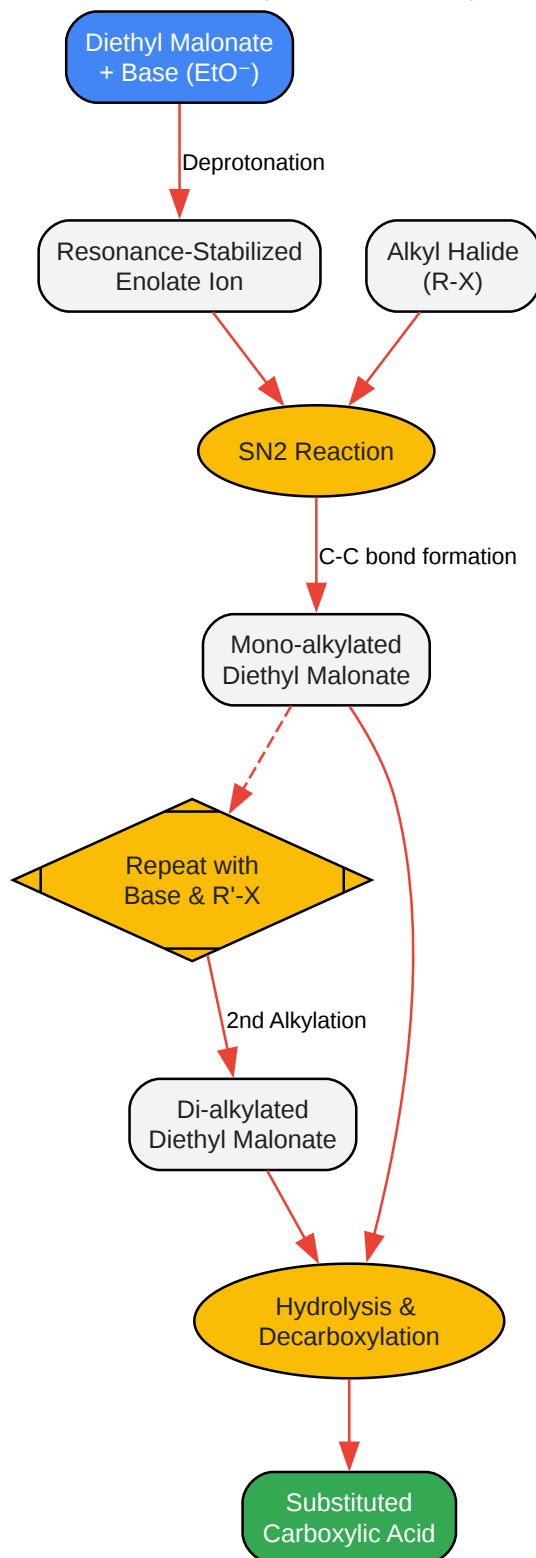 Diethyl Malonate
+ Base (EtO⁻)
Deprotonation
Resonance-Stabilized
Enolate Ion
Alkyl Halide
(R-X)
SN2 Reaction
C-C bond formation
Mono-alkylated
Diethyl Malonate
Repeat with
Base & R'-X
2nd Alkylation
Di-alkylated
Diethyl Malonate
Hydrolysis &
Decarboxylation
Substituted
Carboxylic Acid